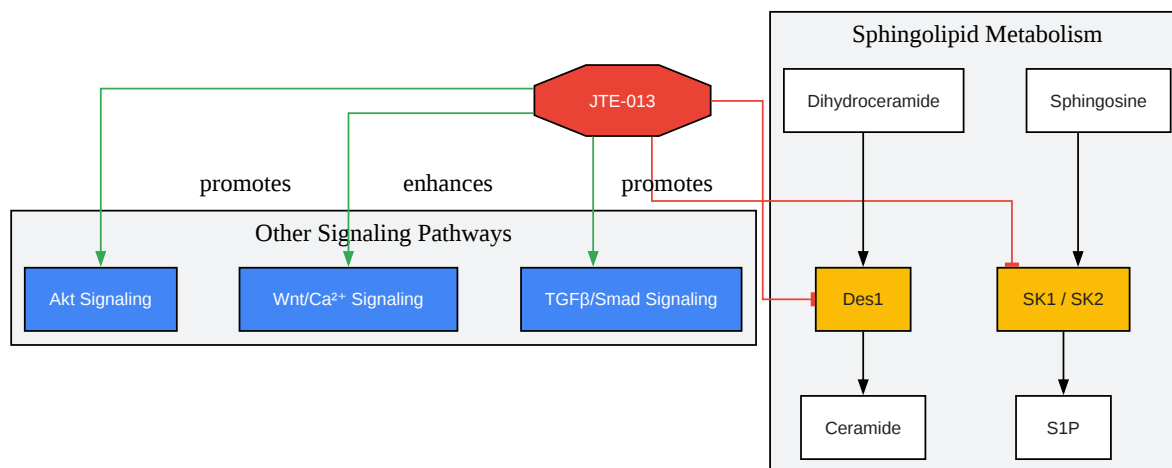 Sphingolipid Metabolism
JTE-013
Dihydroceramide
Sphingosine
promotes
enhances
promotes
Other Signaling Pathways
Akt Signaling
Wnt/Ca²⁺ Signaling
TGFβ/Smad Signaling
Des1
SK1 / SK2
Ceramide
S1P